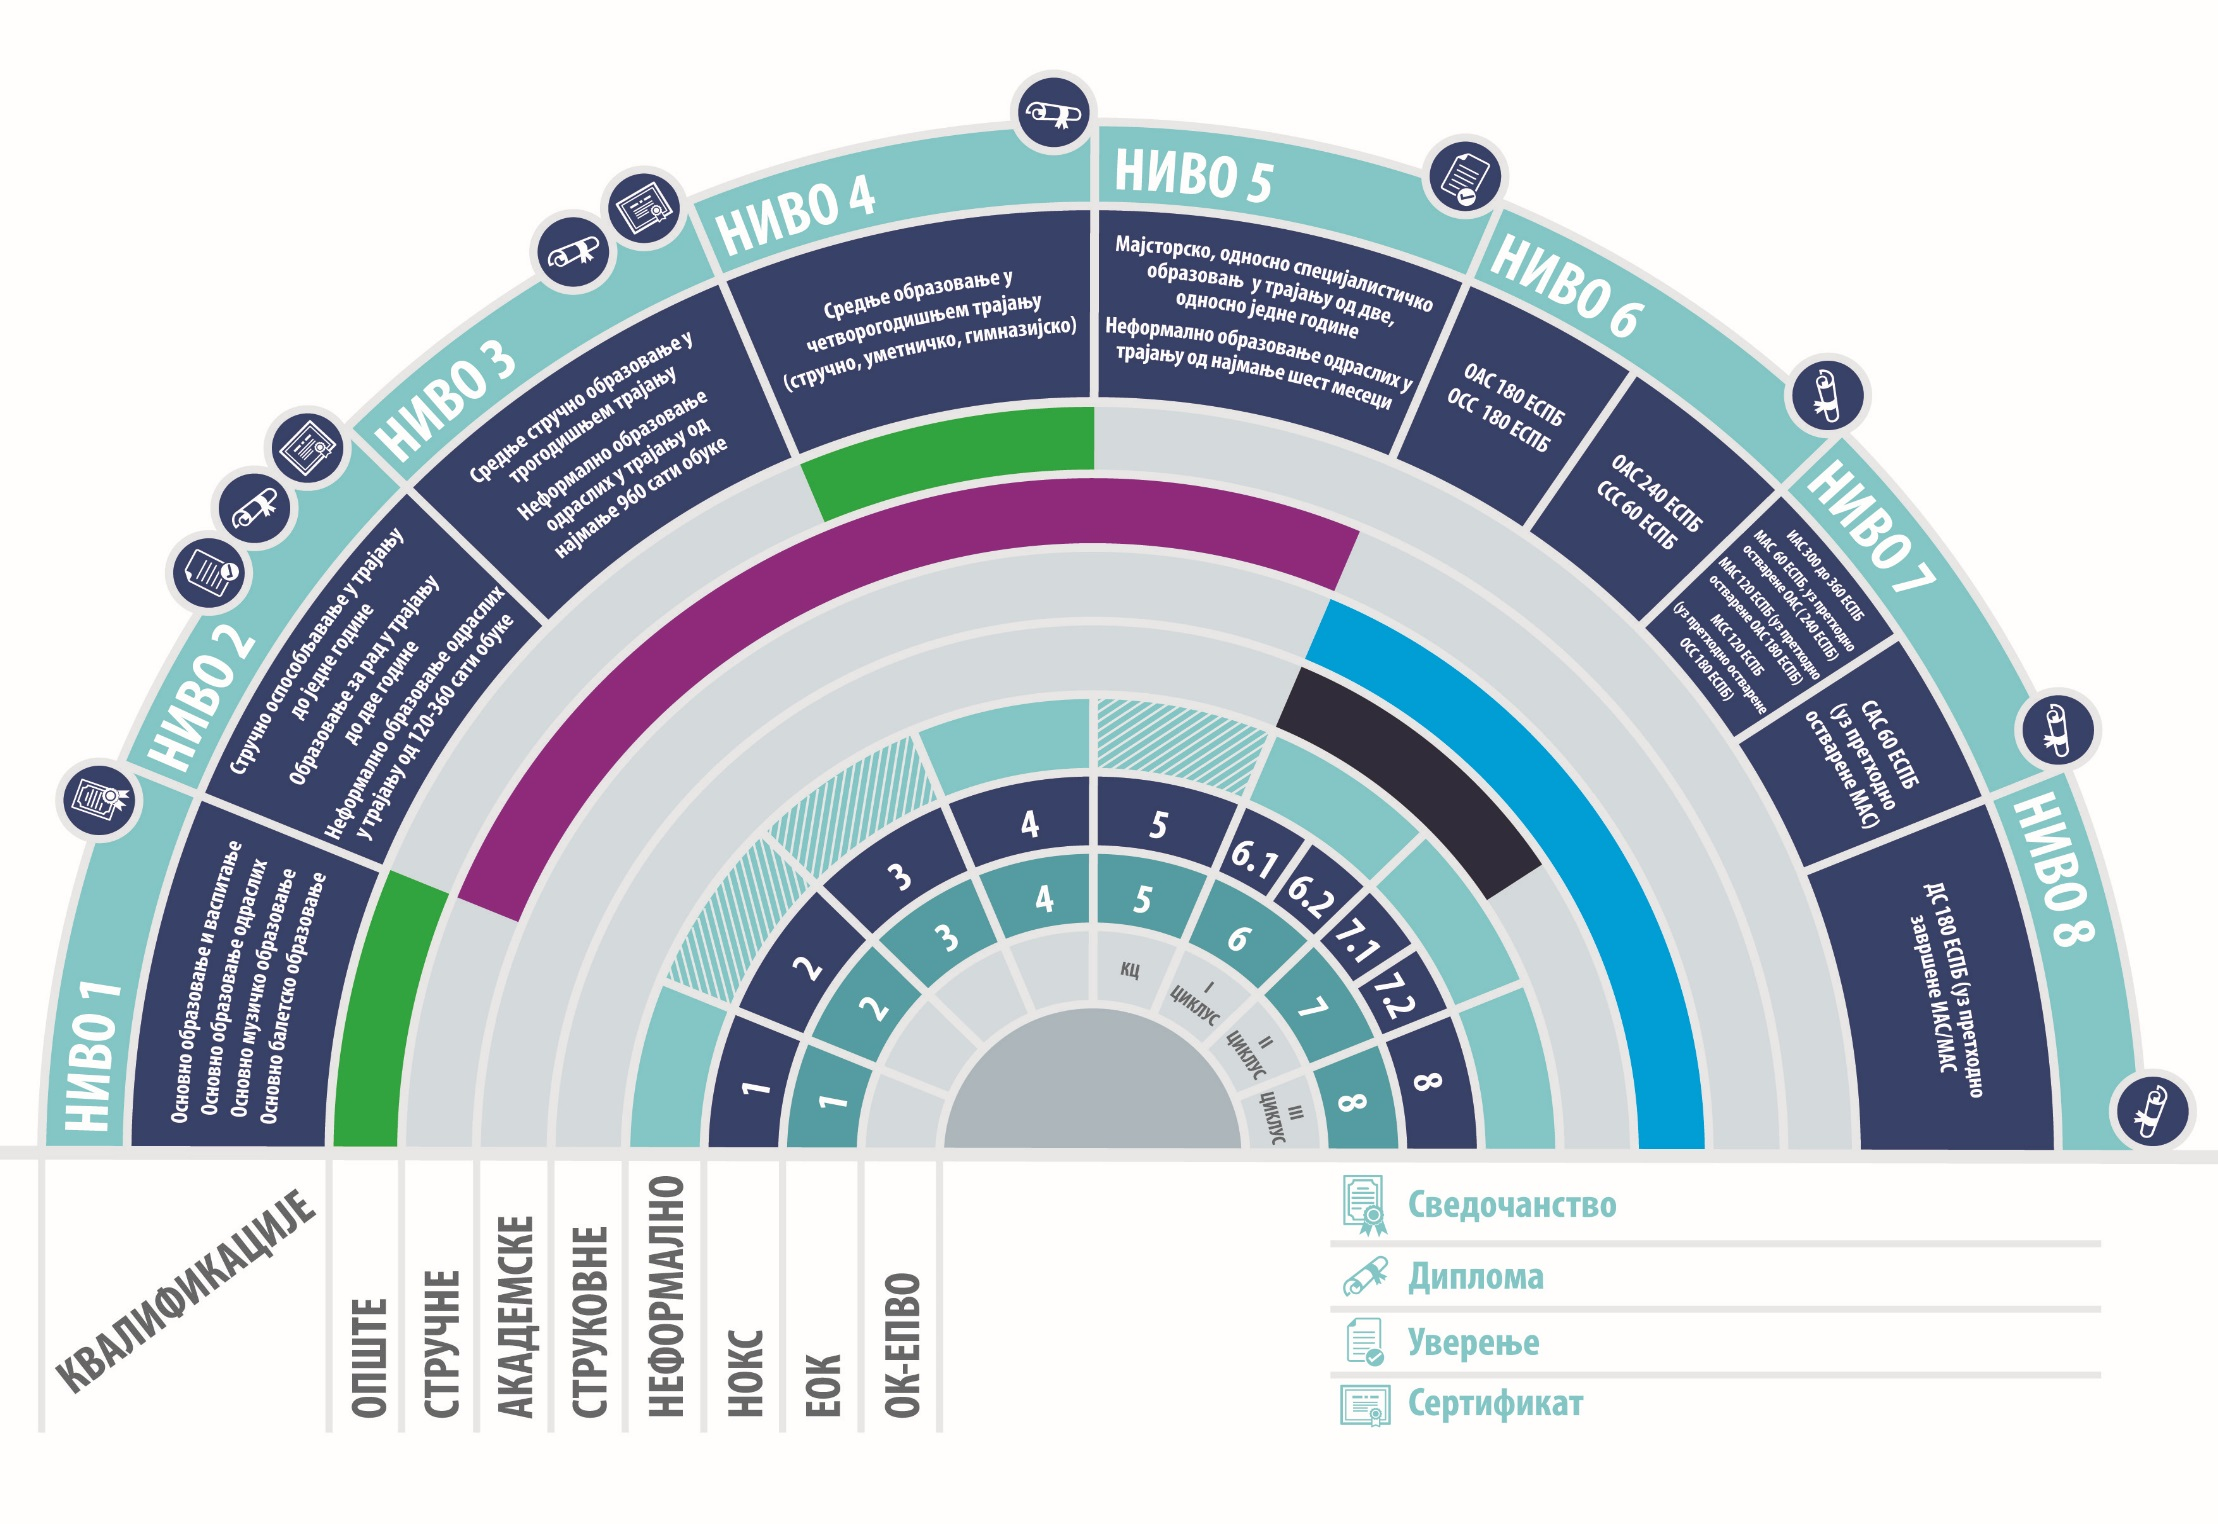 НИВО 1
НИВО 2
НИВО 3
НИВО 4
НИВО 5
НИВО 6
НИВО 7
НИВО 8
Основно образовање и васпитање
Основно образовање одраслих
Основно музичко образовање
Основно балетско образовање
Стручно оспособљавање у трајању
до једне године
Образовање за рад у трајању
до две године
Неформално образовање одраслих
у трајању од 120-360 сати обуке
Средње стручно образовање у
трогодишњем трајању
Неформално образовање
одраслих у трајању од
најмање 960 сати обуке
Средње образовање у
четворогодишњем трајању
(стручно, уметничко, гимназијско)
Мајсторско, односно специјалистичко
образовањ у трајању од две,
односно једне године
Неформално образовање одраслих у
трајању од најмање шест месеци
ОАС 180 ЕСПБ
ОСС 180 ЕСПБ
ОАС 240 ЕСПБ
ССС 60 ЕСПБ
ИАС 300 до 360 ЕСПБ
МАС 60 ЕСПБ, уз претходно
остварене ОАС (240 ЕСПБ)
МАС 120 ЕСПБ (уз претходно
остварене ОАС 180 ЕСПБ)
МСС 120 ЕСПБ
(уз претходно остварене
ОСС 180 ЕСПБ)
САС 60 ЕСПБ
(уз претходно
остварене МАС)
ДС 180 ЕСПБ (уз претходно
завршене ИАС/МАС
1
2
3
4
5
6.1
6.2
7.1
7.2
8
1
2
3
4
5
6
7
8
КЦ
I
ЦИКЛУС
II
ЦИКЛУС
III
ЦИКЛУС
КВАЛИФИКАЦИЈЕ
ОПШТЕ
СТРУЧНЕ
АКАДЕМСКЕ
СТРУКОВНЕ
НЕФОРМАЛНО
НОКС
ЕОК
ОК-ЕПВО
Сведочанство
Диплома
Уверење
Сертификат